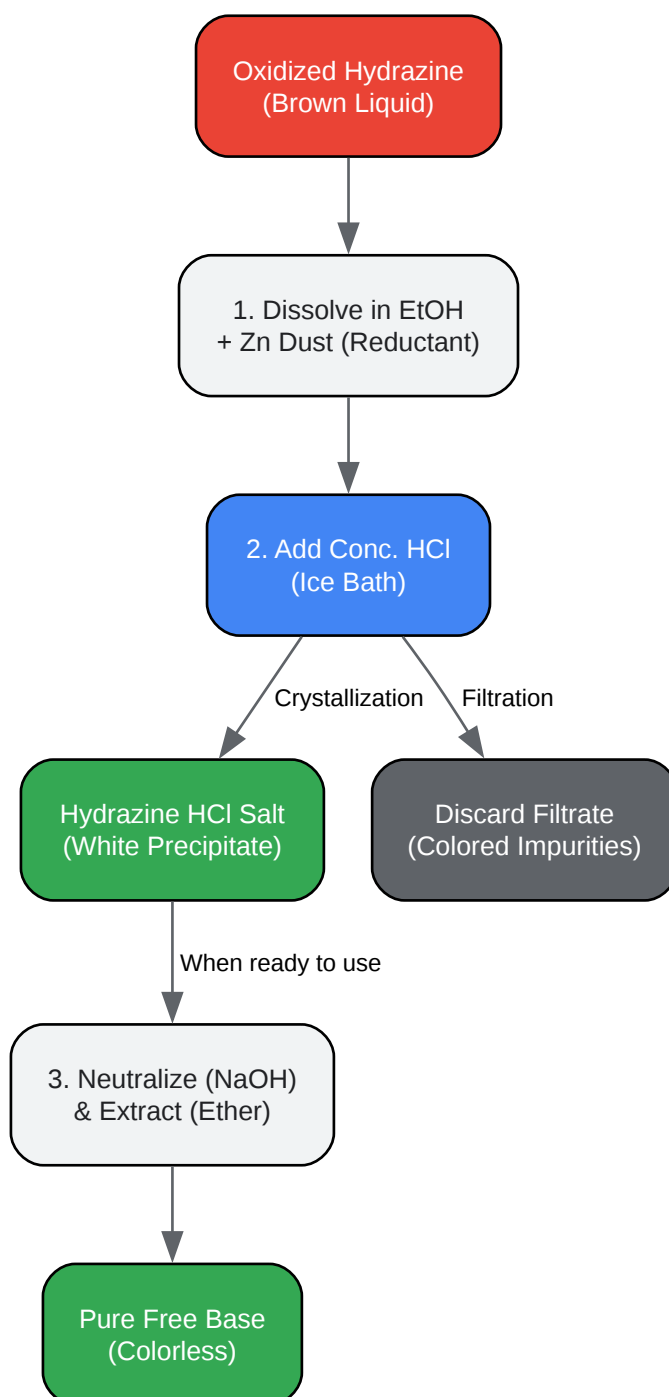 Oxidized Hydrazine
(Brown Liquid)
1. Dissolve in EtOH
+ Zn Dust (Reductant)
2. Add Conc. HCl
(Ice Bath)
Crystallization
Filtration
Hydrazine HCl Salt
(White Precipitate)
Discard Filtrate
(Colored Impurities)
When ready to use
3. Neutralize (NaOH)
& Extract (Ether)
Pure Free Base
(Colorless)